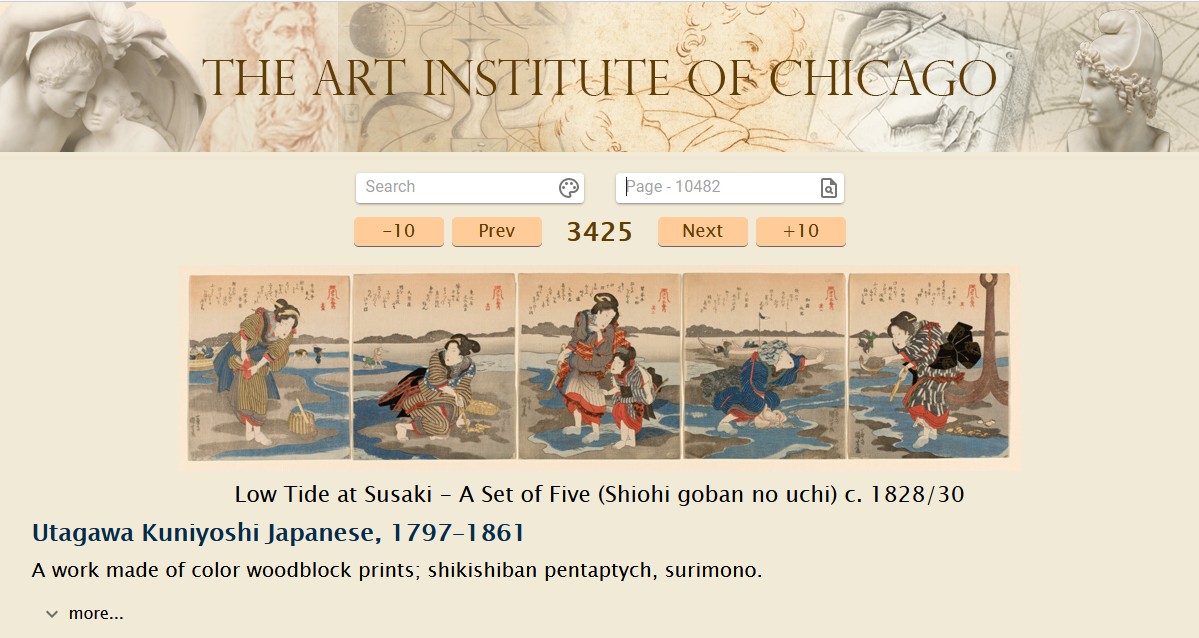 THE ART INSTITUTE OF CHICAGO
Search
Page - 10482
-10
Prev
3425
Next
+10
Low Tide at Susaki - A Set of Five (Shiohi goban no uchi) c. 1828/30
Utagawa Kuniyoshi Japanese, 1797-1861
A work made of color woodblock prints; shikishiban pentaptych, surimono.
more...